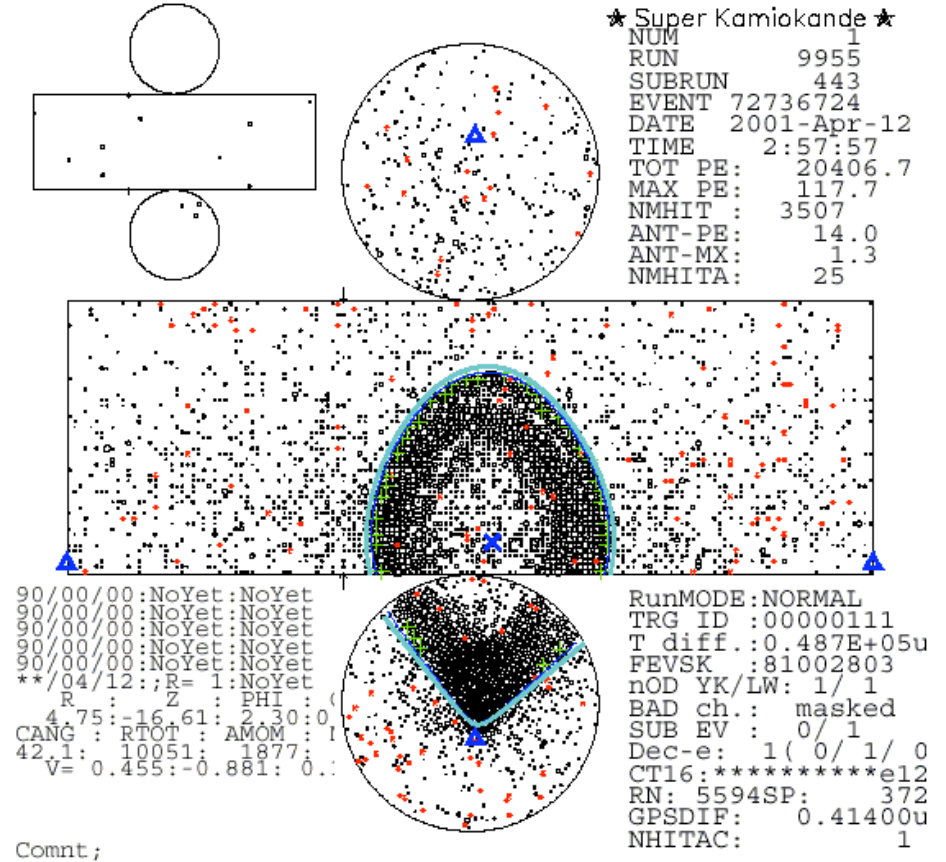 ★ Super Kamiokande ★
NUM 1
RUN 9955
SUBRUN 443
EVENT 72736724
DATE 2001-Apr-12
TIME 2:57:57
TOT PE: 20406.7
MAX PE: 117.7
NMHIT : 3507
ANT-PE: 14.0
ANT-MX: 1.3
NMHITA: 25
90/00/00:NoYet:NoYet
90/00/00:NoYet:NoYet
90/00/00:NoYet:NoYet
90/00/00:NoYet:NoYet
90/00/00:NoYet:NoYet
**/04/12:;R= 1:NoYet
R : Z : PHI :
4.75:-16.61: 2.30:0
CANG : RTOT : AMOM :
42.1: 10051: 1877:
V= 0.455:-0.881: 0.
Comnt;
RunMODE:NORMAL
TRG ID :00000111
T diff.:0.487E+05u
FEVSK :81002803
nOD YK/LW: 1/ 1
BAD ch.: masked
SUB EV : 0/ 1
Dec-e: 1( 0/ 1/ 0
CT16:**********e12
RN: 5594SP: 372
GPSDIF: 0.41400u
NHITAC: 1